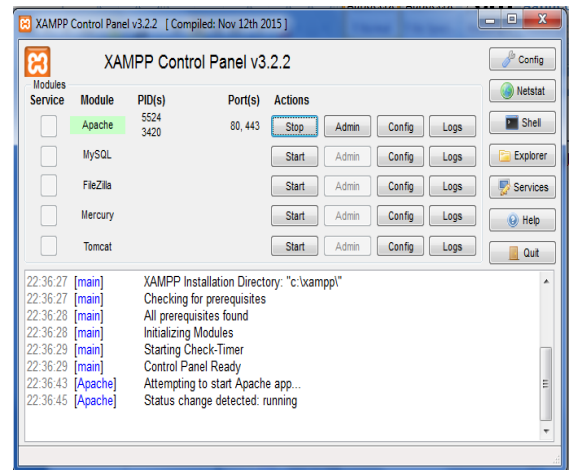 XAMPP Control Panel v3.2.2 [ Compiled: Nov 12th 2015 ]
XAMPP Control Panel v3.2.2
Config
Modules
Service Module PID(s) Port(s) Actions
Netstat
Apache 5524 3420 80, 443 Stop Admin Config Logs
Shell
MySQL Start Admin Config Logs
Explorer
FileZilla Start Admin Config Logs
Services
Mercury Start Admin Config Logs
Help
Tomcat Start Admin Config Logs
Quit
22:36:27 [main] XAMPP Installation Directory: "c:\xampp\"
22:36:27 [main] Checking for prerequisites
22:36:28 [main] All prerequisites found
22:36:28 [main] Initializing Modules
22:36:29 [main] Starting Check-Timer
22:36:29 [main] Control Panel Ready
22:36:43 [Apache] Attempting to start Apache app...
22:36:45 [Apache] Status change detected: running